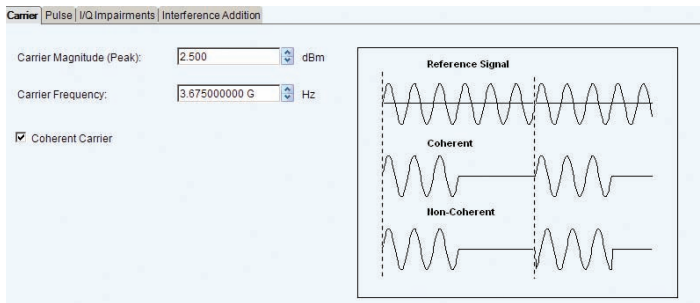 Carrier Pulse I/Q Impairments Interference Addition
Carrier Magnitude (Peak): 2.500 dBm
Carrier Frequency: 3.675000000 G Hz
Coherent Carrier
Reference Signal
Coherent
Non-Coherent